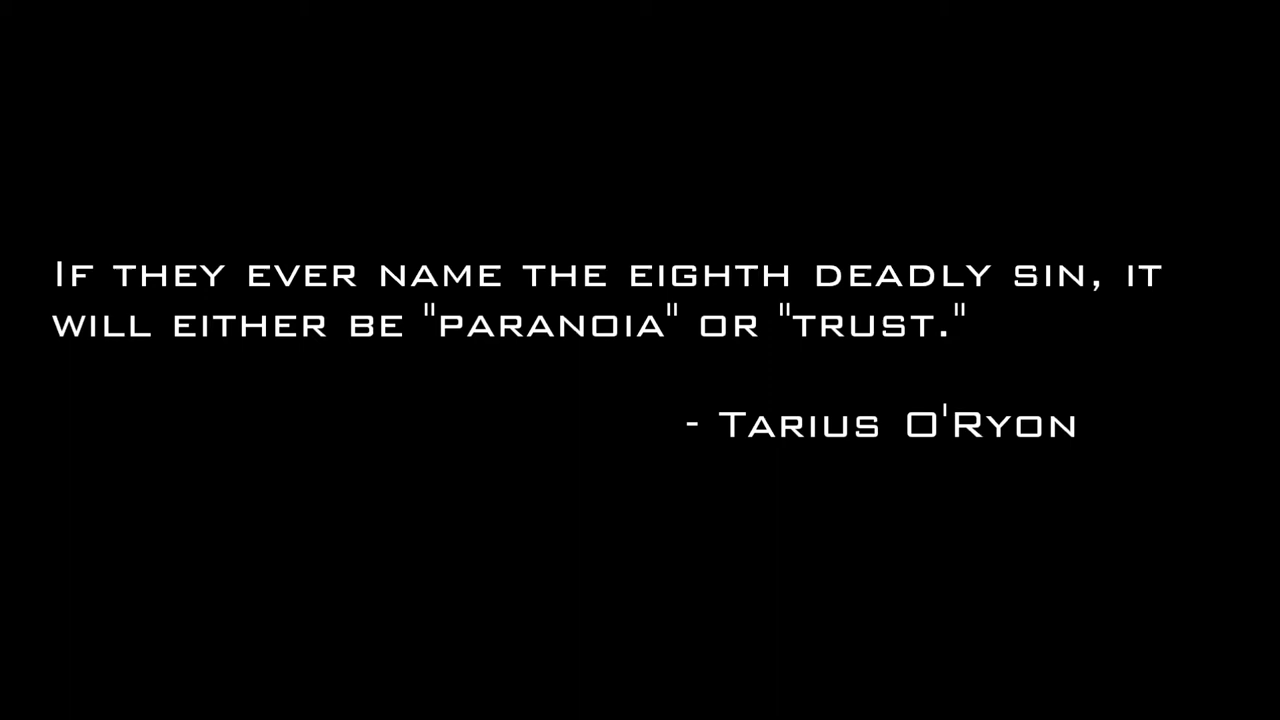 If they ever name the eighth deadly sin, it
will either be "paranoia" or "trust."
- Tarius O'Ryon